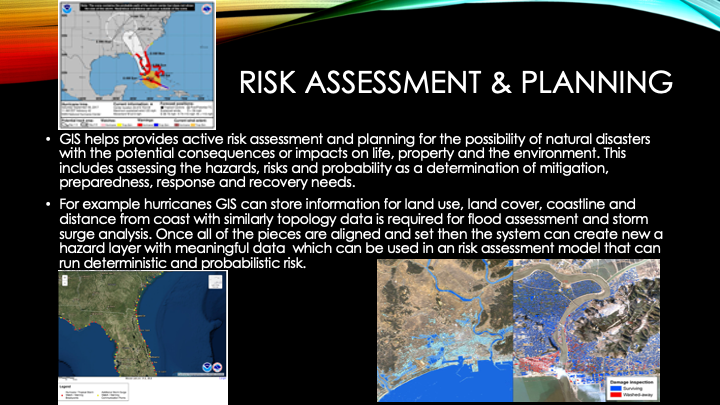 RISK ASSESSMENT & PLANNING
• GIS helps provides active risk assessment and planning for the possibility of natural disasters
with the potential consequences or impacts on life, property and the environment. This
includes assessing the hazards, risks and probability as a determination of mitigation,
preparedness, response and recovery needs.
• For example hurricanes GIS can store information for land use, land cover, coastline and
distance from coast with similarly topology data is required for flood assessment and storm
surge analysis. Once all of the pieces are aligned and set then the system can create new a
hazard layer with meaningful data which can be used in an risk assessment model that can
run deterministic and probabilistic risk.
Damage inspection
Surviving
Washed-away
Legend